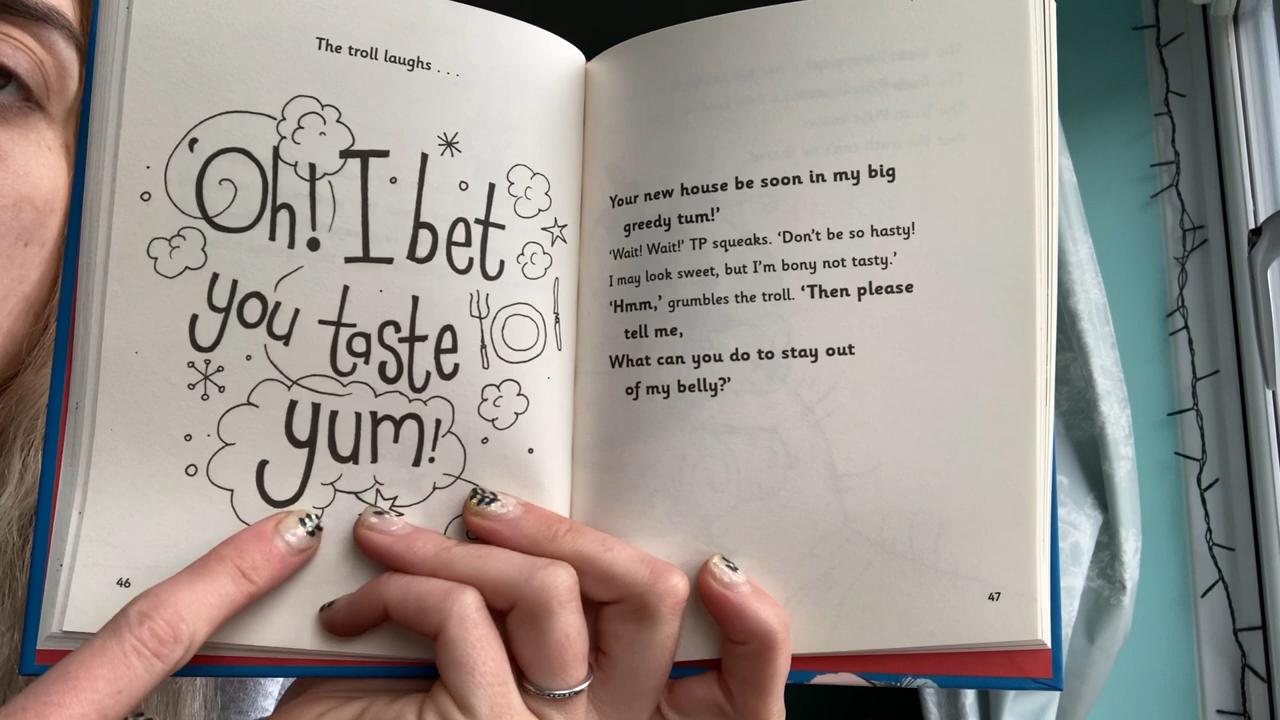 The troll laughs . . .
‘Oh! I bet
you taste
yum!
46
Your new house be soon in my big
greedy tum!’
‘Wait! Wait!’ TP squeaks. ‘Don’t be so hasty!
I may look sweet, but I’m bony not tasty.’
‘Hmm,’ grumbles the troll. ‘Then please
tell me,
What can you do to stay out
of my belly?’
47